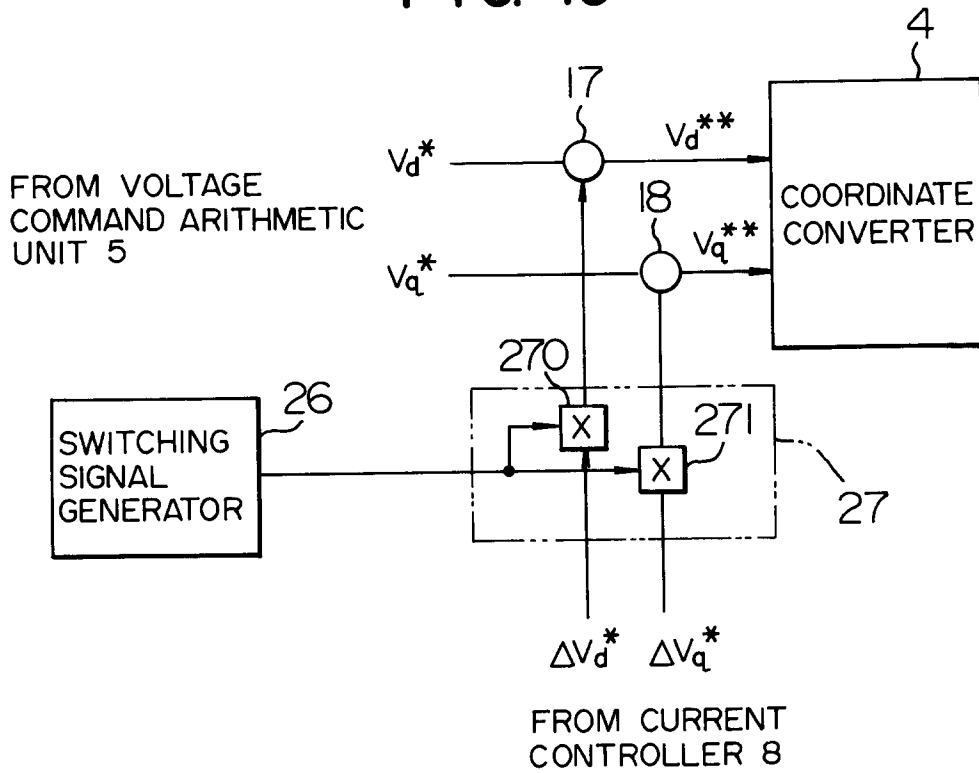 4
17
Vd*
Vd**
FROM VOLTAGE
COMMAND ARITHMETIC
UNIT 5
18
COORDINATE
CONVERTER
Vq*
Vq**
270
26
271
X
SWITCHING
SIGNAL
GENERATOR
X
27
ΔVd*
ΔVq*
FROM CURRENT
CONTROLLER 8